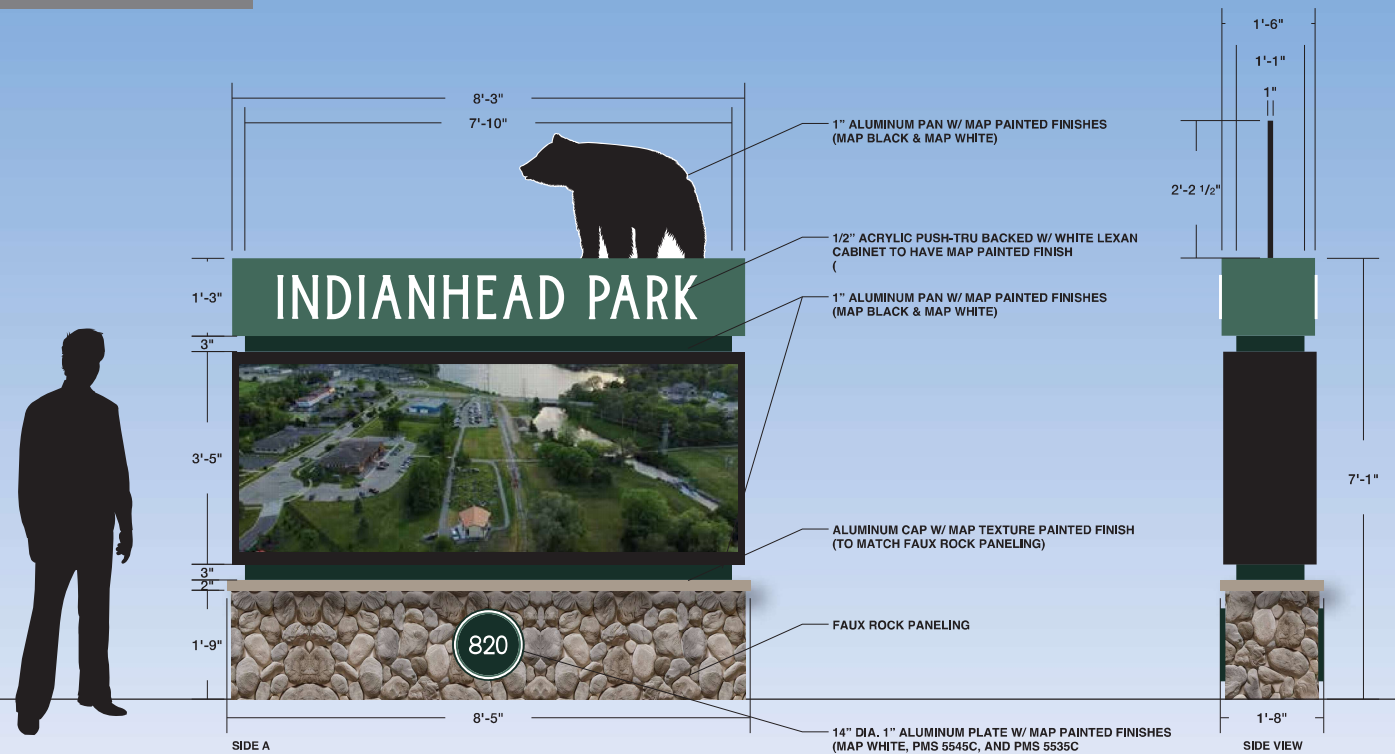 8'-3"
7'-10"
1" ALUMINUM PAN W/ MAP PAINTED FINISHES
(MAP BLACK & MAP WHITE)
1/2" ACRYLIC PUSH-TRU BACKED W/ WHITE LEXAN
CABINET TO HAVE MAP PAINTED FINISH
(
1'-3"
INDIANHEAD PARK
1" ALUMINUM PAN W/ MAP PAINTED FINISHES
(MAP BLACK & MAP WHITE)
3"
3'-5"
ALUMINUM CAP W/ MAP TEXTURE PAINTED FINISH
(TO MATCH FAUX ROCK PANELING)
3"
2"
1'-9"
820
FAUX ROCK PANELING
8'-5"
14" DIA. 1" ALUMINUM PLATE W/ MAP PAINTED FINISHES
(MAP WHITE, PMS 5545C, AND PMS 5535C
SIDE A
1'-6"
1'-1"
1"
2'-2 1/2"
7'-1"
1'-8"
SIDE VIEW